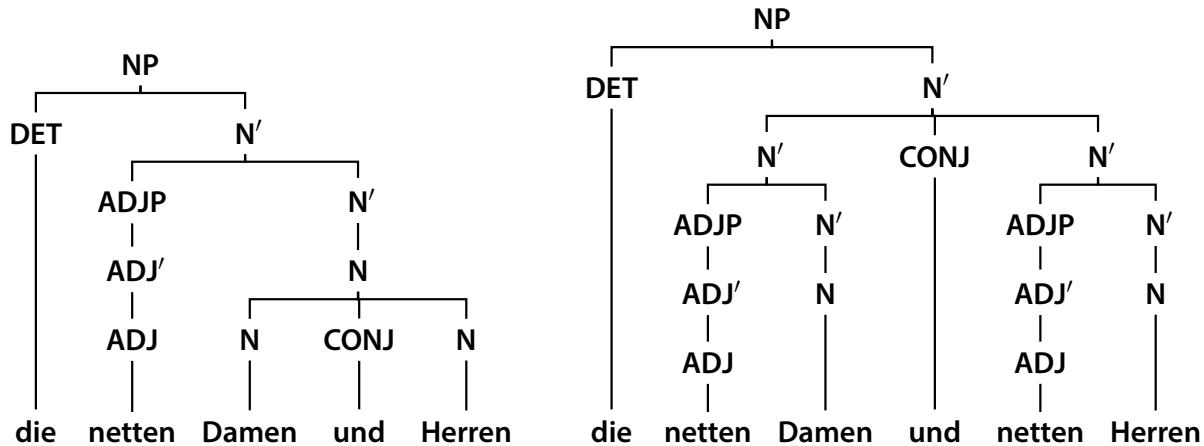 NP
DET N′
ADJP N′
ADJ′ N
ADJ N CONJ N
die netten Damen und Herren
NP
DET N′
N′ CONJ N′
ADJP N′ ADJP N′
ADJ′ N ADJ′ N
ADJ ADJ
die netten Damen und netten Herren